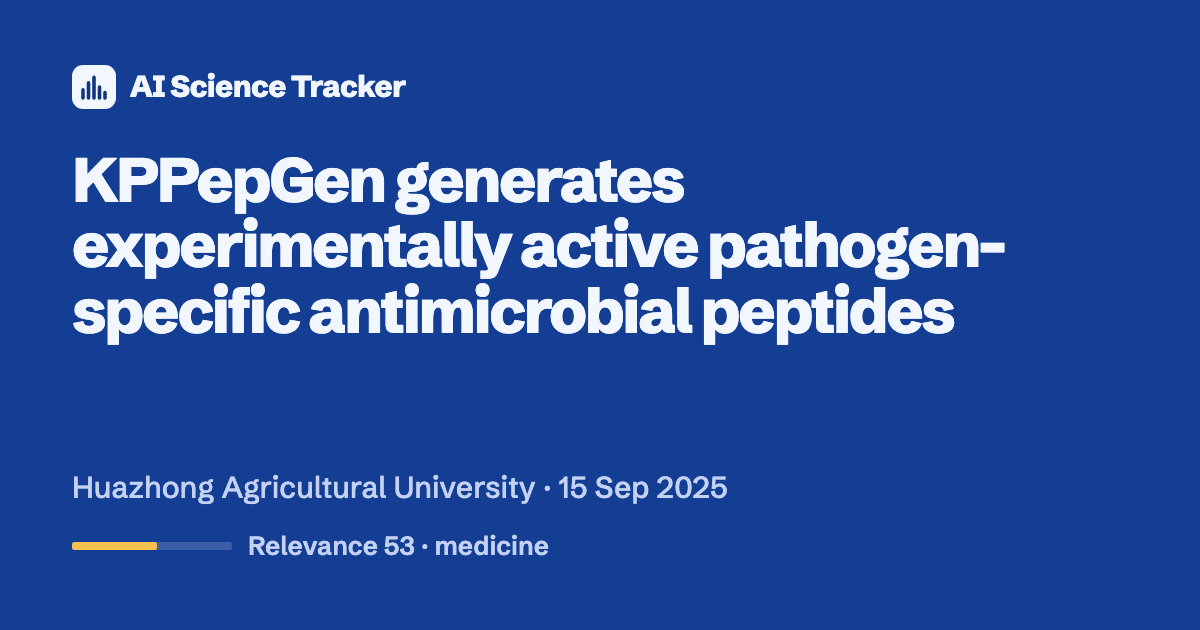 AI Science Tracker
KPPepGen generates
experimentally active pathogen-
specific antimicrobial peptides
Huazhong Agricultural University · 15 Sep 2025
Relevance 53 · medicine